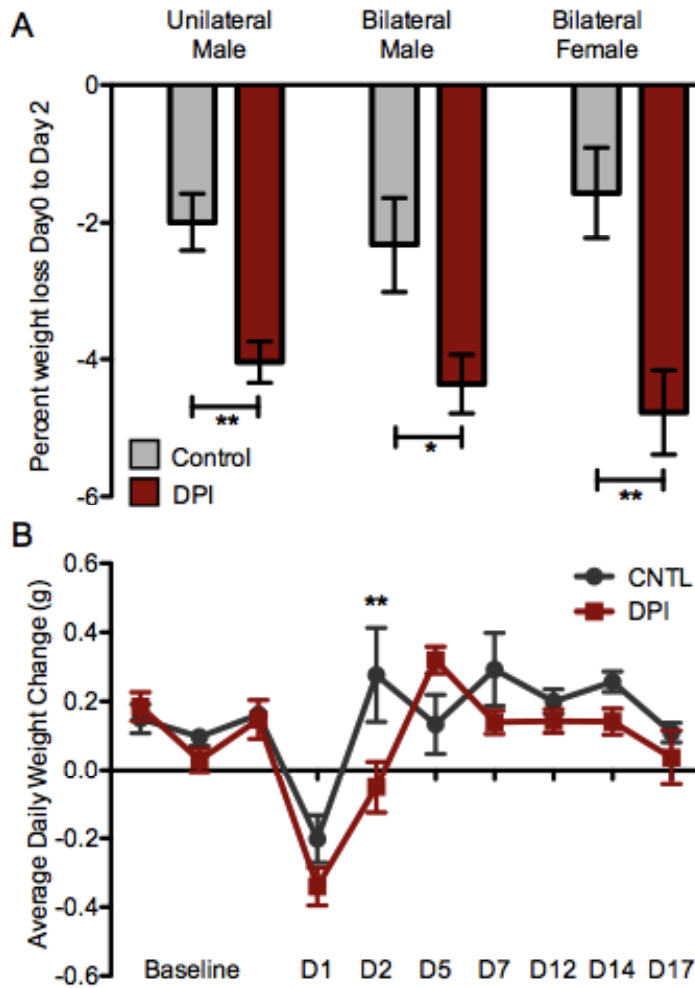 A
Unilateral Male
Bilateral Male
Bilateral Female
Percent weight loss Day0 to Day 2
0
-2
-4
-6
**
*
**
Control
DPI
B
Average Daily Weight Change (g)
0.6
0.4
0.2
0.0
-0.2
-0.4
-0.6
**
CNTL
DPI
Baseline D1 D2 D5 D7 D12 D14 D17